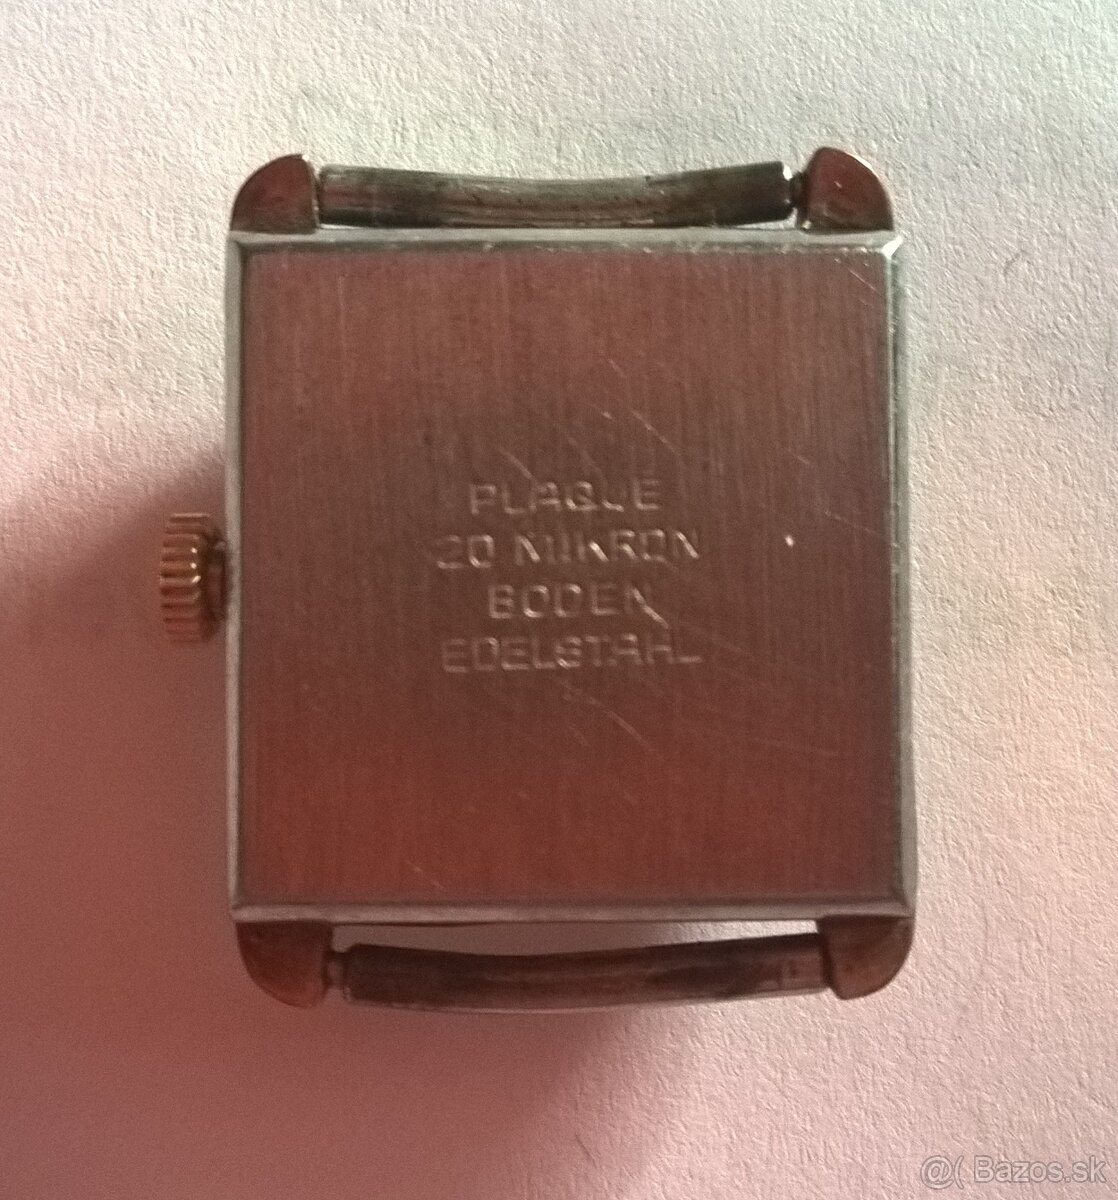 PLAQUE
20 MIKRON
BODEN
EDELSTAHL
@( Bazos.sk